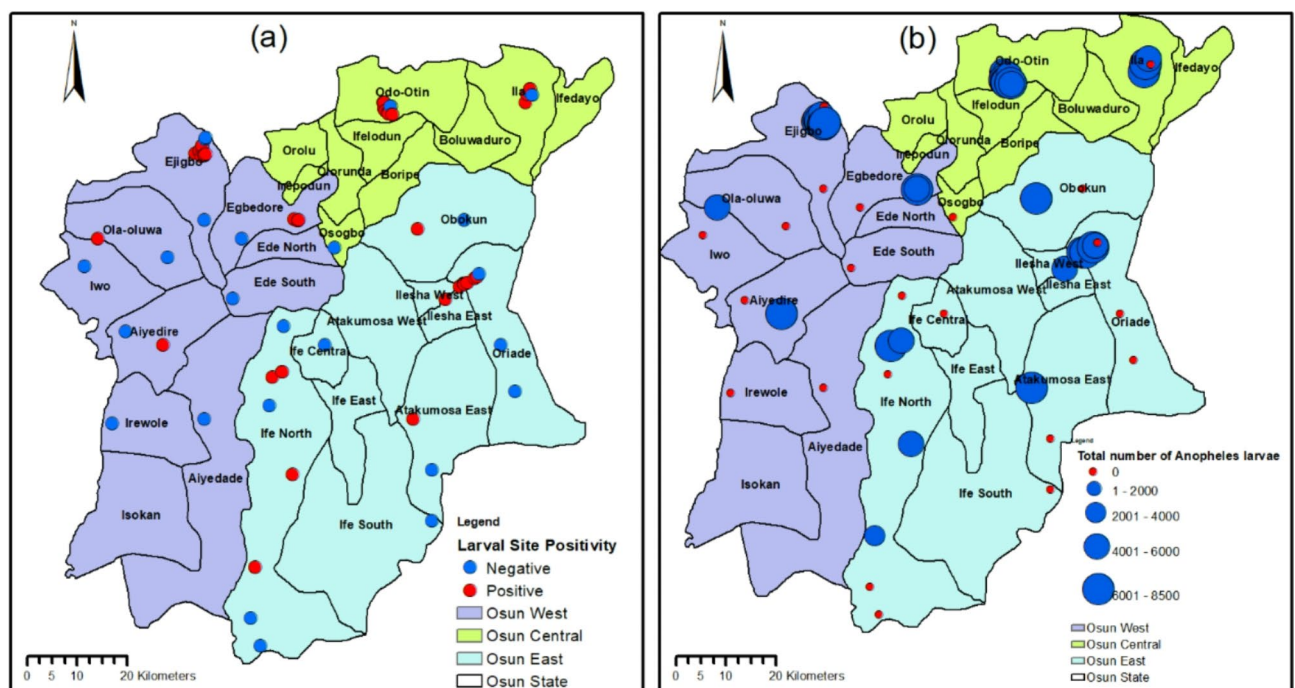 (a)
N
Odo-Otin
Ila
Ifedayo
Ifelodun
Boluwaduro
Ejigbo
Orolu
Olorunda
Irepodun
Boripe
Egbedore
Obokun
Ola-oluwa
Ede North
Osogbo
Iwo
Ede South
Ilesha West
Atakumosa West
Ilesha East
Aiyedire
Ife Central
Oriade
Ife East
Atakumosa East
Irewole
Ife North
Aiyedade
Isokan
Ife South
Legend
Larval Site Positivity
Negative
Positive
Osun West
Osun Central
Osun East
Osun State
0 5 10 20 Kilometers
(b)
N
Odo-Otin
Ila
Ifedayo
Ifelodun
Boluwaduro
Ejigbo
Orolu
Olorunda
Irepodun
Boripe
Egbedore
Obokun
Ola-oluwa
Ede North
Osogbo
Iwo
Ede South
Ilesha West
Atakumosa West
Ilesha East
Aiyedire
Ife Central
Oriade
Ife East
Atakumosa East
Irewole
Ife North
Aiyedade
Isokan
Ife South
Legend
Total number of Anopheles larvae
0
1 - 2000
2001 - 4000
4001 - 6000
6001 - 8500
Osun West
Osun Central
Osun East
Osun State
0 5 10 20 Kilometers